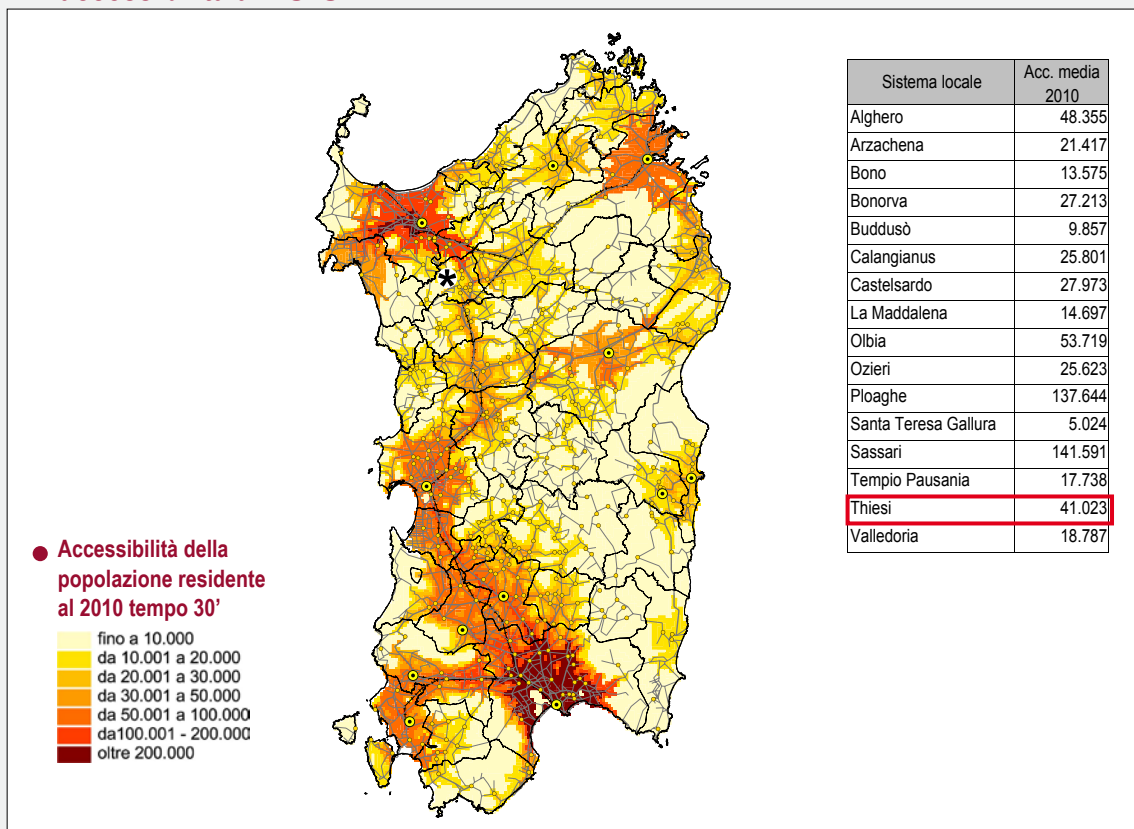 Sistema locale Acc. media 2010
Alghero 48.355
Arzachena 21.417
Bono 13.575
Bonorva 27.213
Buddusò 9.857
Calangianus 25.801
Castelsardo 27.973
La Maddalena 14.697
Olbia 53.719
Ozieri 25.623
Ploaghe 137.644
Santa Teresa Gallura 5.024
Sassari 141.591
Tempio Pausania 17.738
Thiesi 41.023
Valledoria 18.787
*
Accessibilità della
popolazione residente
al 2010 tempo 30'
fino a 10.000
da 10.001 a 20.000
da 20.001 a 30.000
da 30.001 a 50.000
da 50.001 a 100.000
da100.001 - 200.000
oltre 200.000